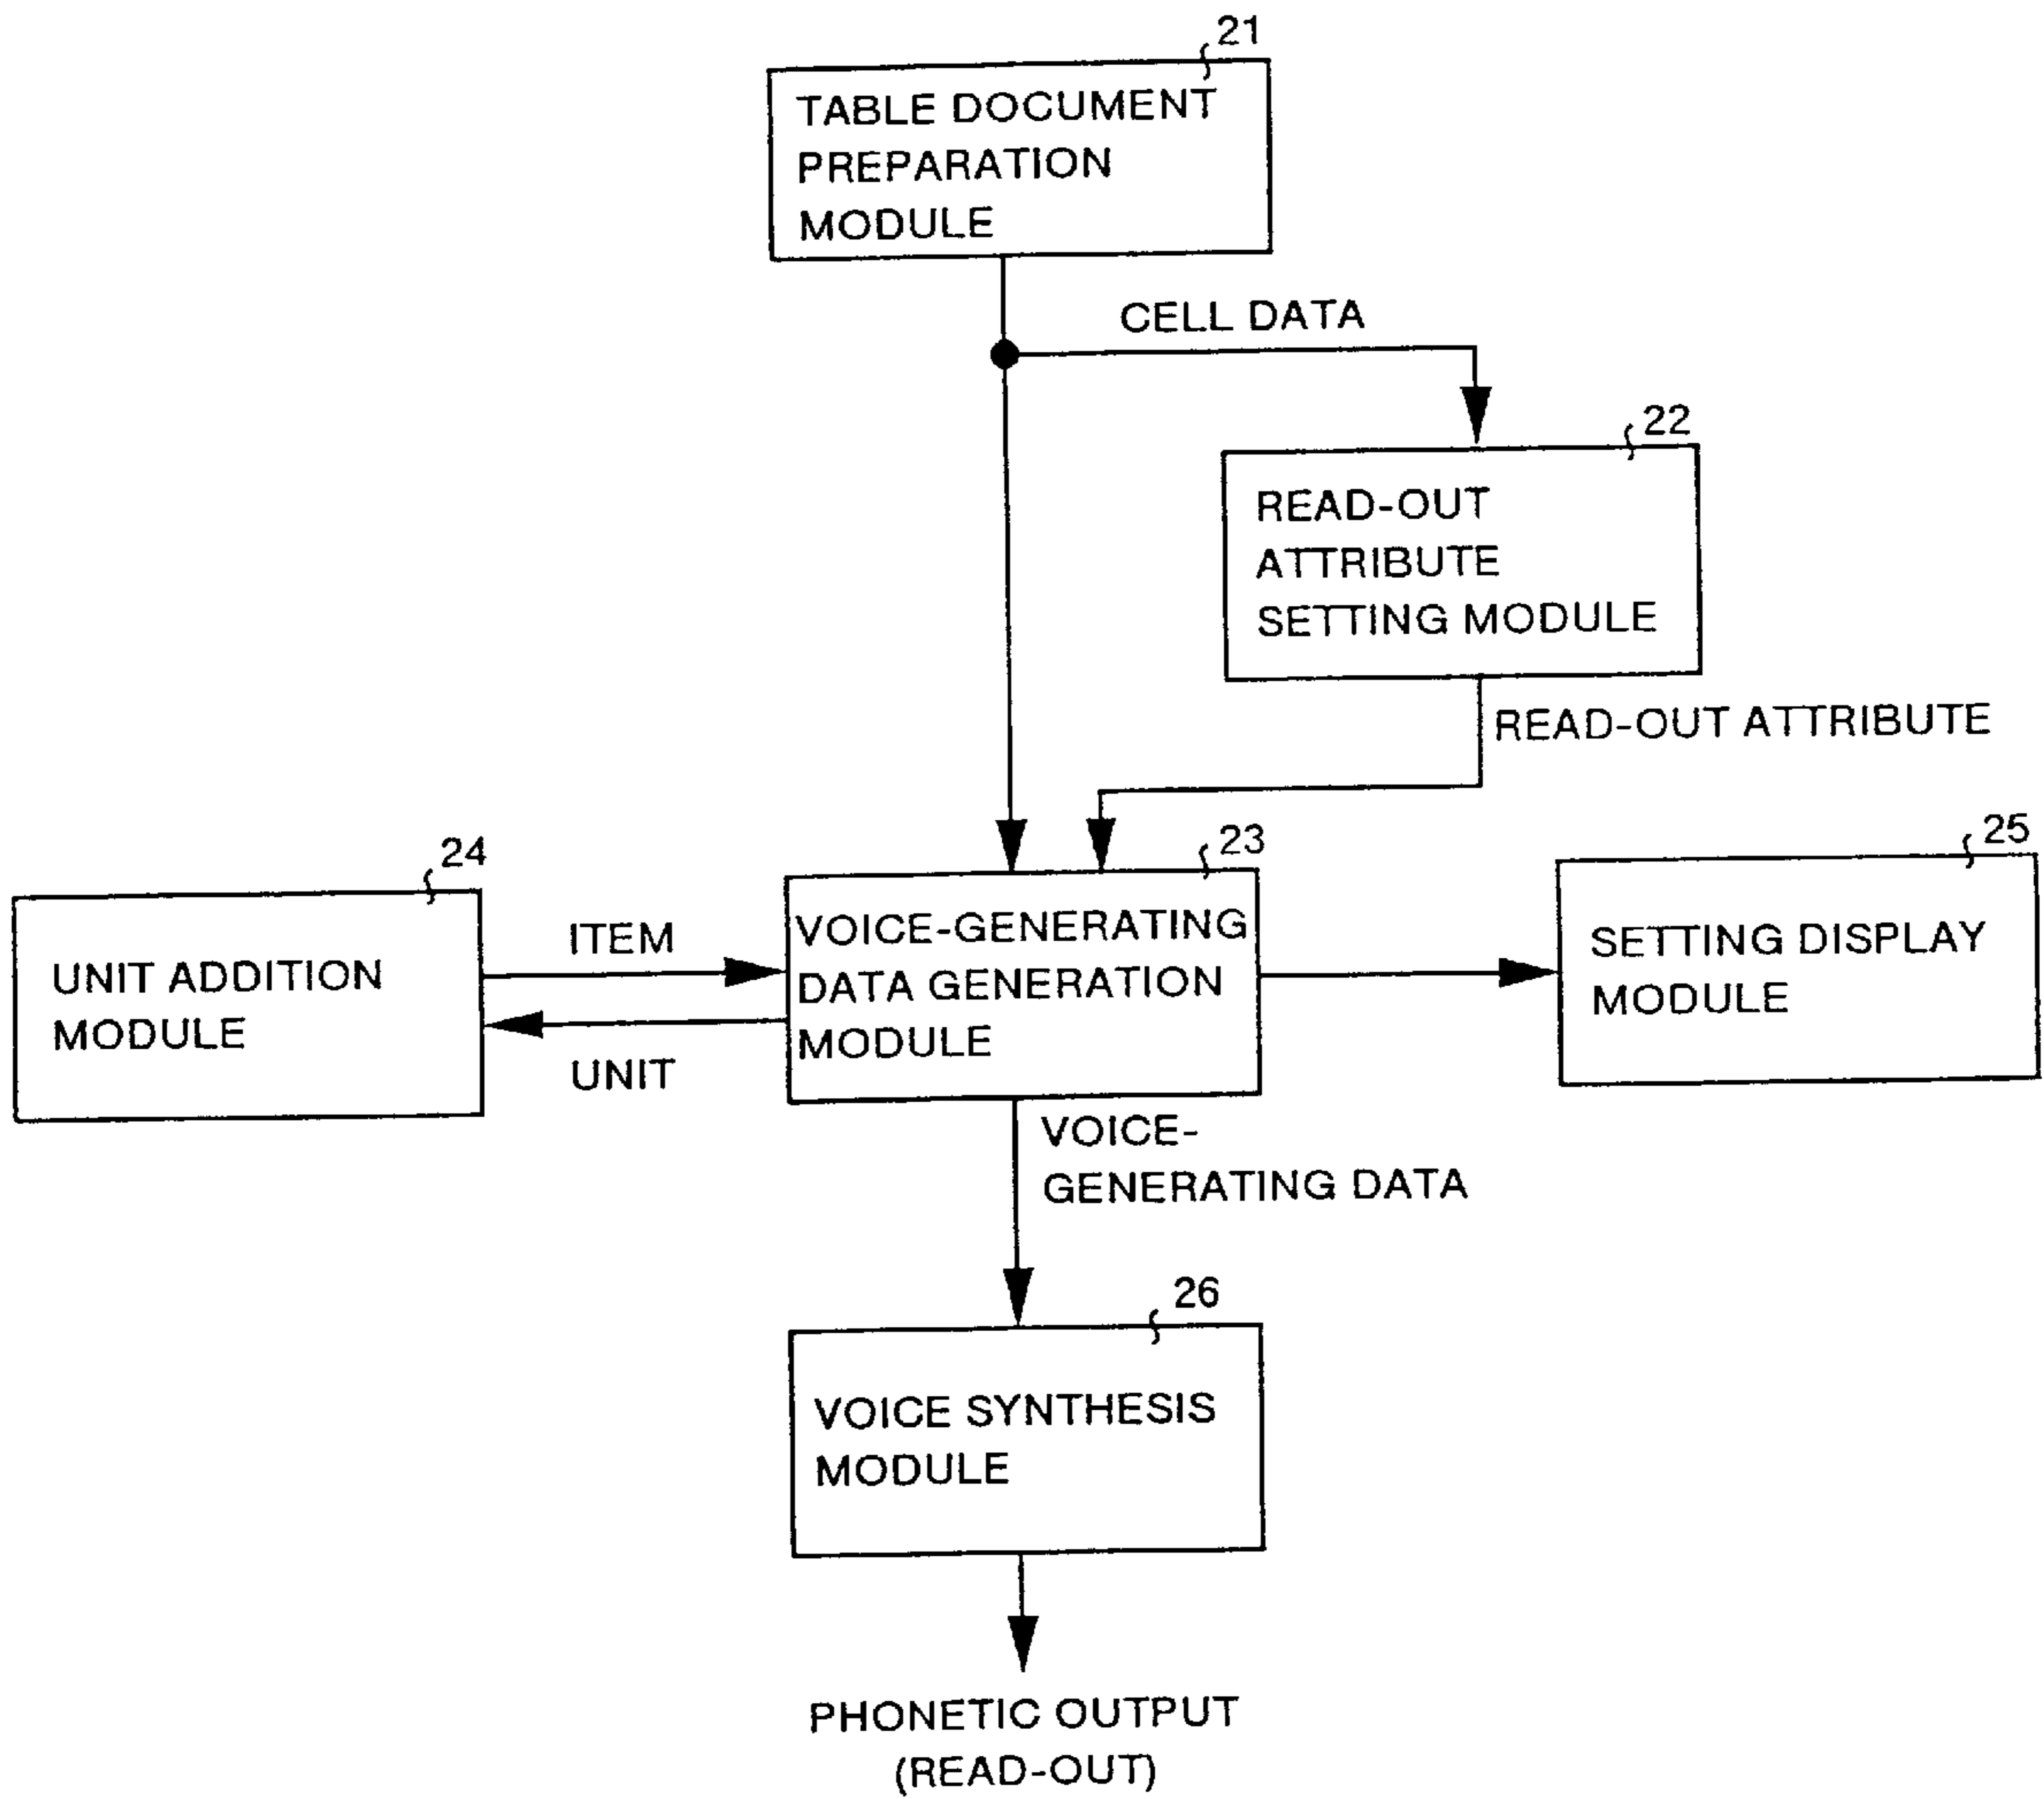 21
TABLE DOCUMENT
PREPARATION
MODULE
CELL DATA
22
READ-OUT
ATTRIBUTE
SETTING MODULE
READ-OUT ATTRIBUTE
24
UNIT ADDITION
MODULE
ITEM
UNIT
23
VOICE-GENERATING
DATA GENERATION
MODULE
25
SETTING DISPLAY
MODULE
VOICE-
GENERATING DATA
26
VOICE SYNTHESIS
MODULE
PHONETIC OUTPUT
(READ-OUT)